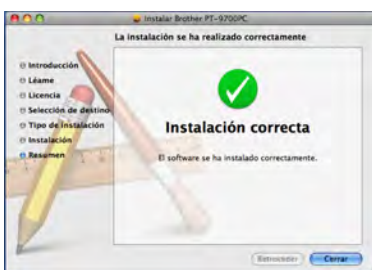 Instalar Brother PT-9700PC
La instalación se ha realizado correctamente
Introducción
Léame
Licencia
Selección de destino
Tipo de instalación
Instalación
Resumen
Instalación correcta
El software se ha instalado correctamente.
Retroceder
Cerrar